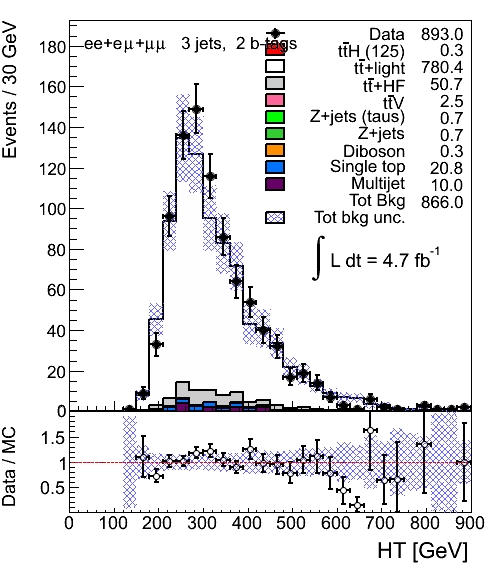 Events / 30 GeV
180
160
140
120
100
80
60
40
20
0
ee+eμ+μμ 3 jets, 2 b-tags
Data 893.0
tt̄H (125) 0.3
tt̄+light 780.4
tt̄+HF 50.7
tt̄V 2.5
Z+jets (taus) 0.7
Z+jets 0.7
Diboson 0.3
Single top 20.8
Multijet 10.0
Tot Bkg 866.0
Tot bkg unc.
∫ L dt = 4.7 fb⁻¹
Data / MC
1.5
1
0.5
0 100 200 300 400 500 600 700 800 900
HT [GeV]